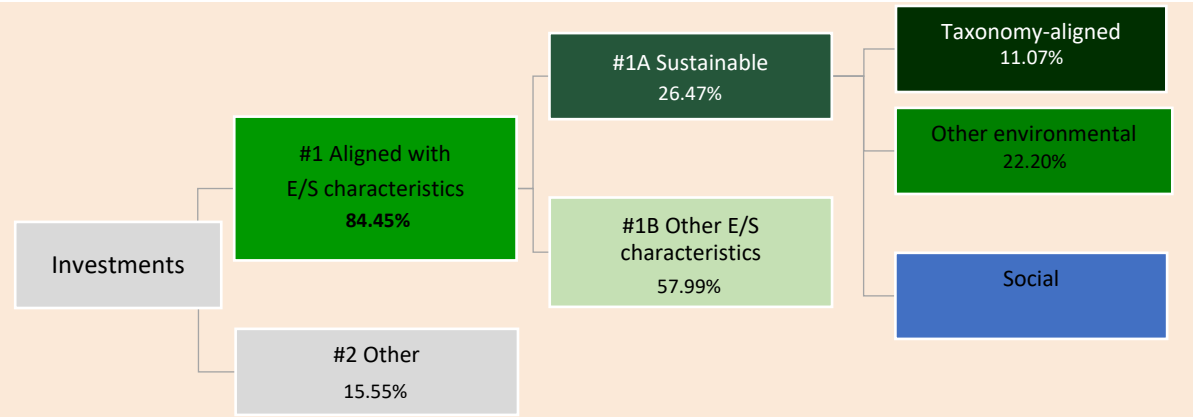 Investments
#1 Aligned with
E/S characteristics
84.45%
#2 Other
15.55%
#1A Sustainable
26.47%
#1B Other E/S
characteristics
57.99%
Taxonomy-aligned
11.07%
Other environmental
22.20%
Social